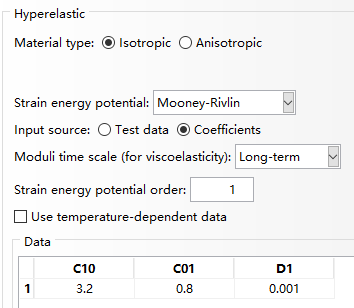 Hyperelastic
Material type: Isotropic Anisotropic
Strain energy potential: Mooney-Rivlin
Input source: Test data Coefficients
Moduli time scale (for viscoelasticity): Long-term
Strain energy potential order: 1
Use temperature-dependent data
Data
C10 C01 D1
1 3.2 0.8 0.001